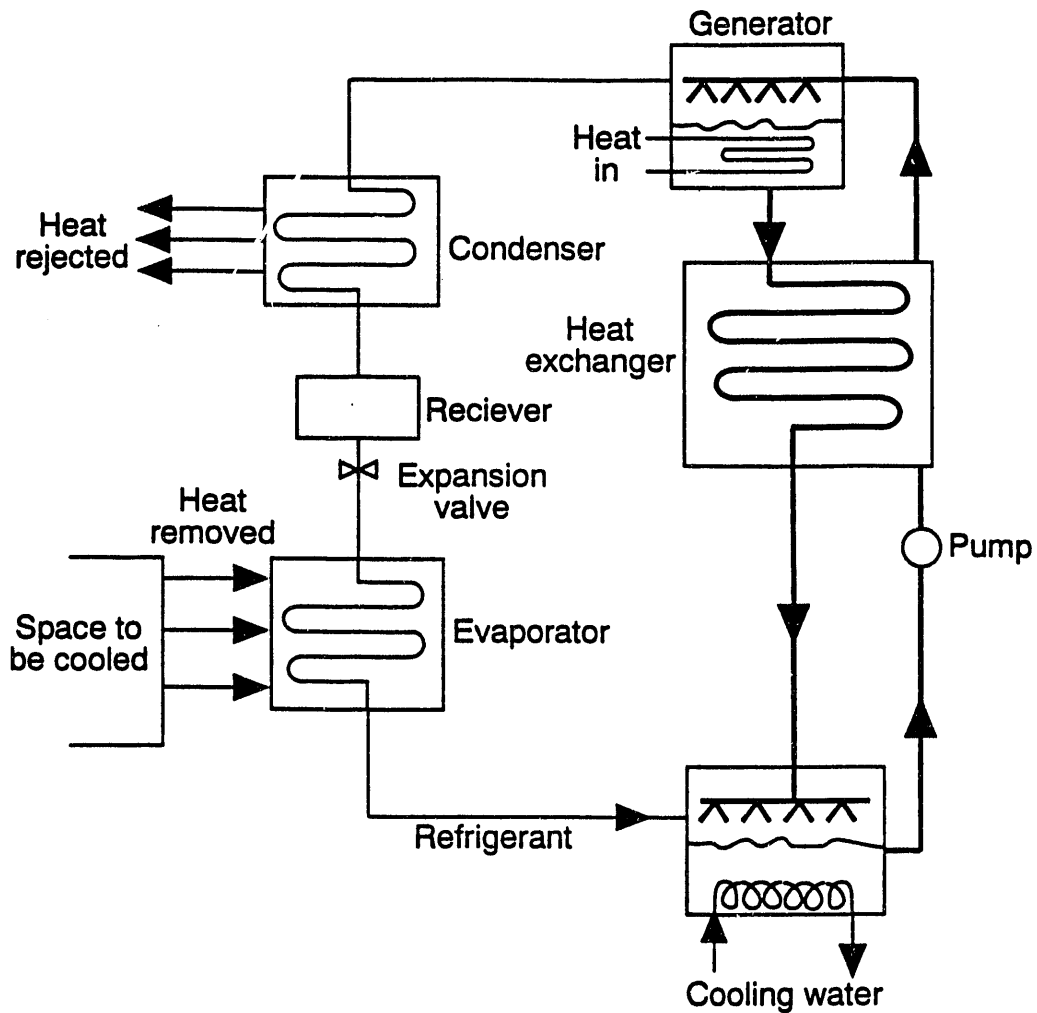 Generator
Heat
in
Heat
rejected
Condenser
Heat
exchanger
Reciever
Expansion
valve
Heat
removed
Pump
Space to
be cooled
Evaporator
Refrigerant
Cooling water